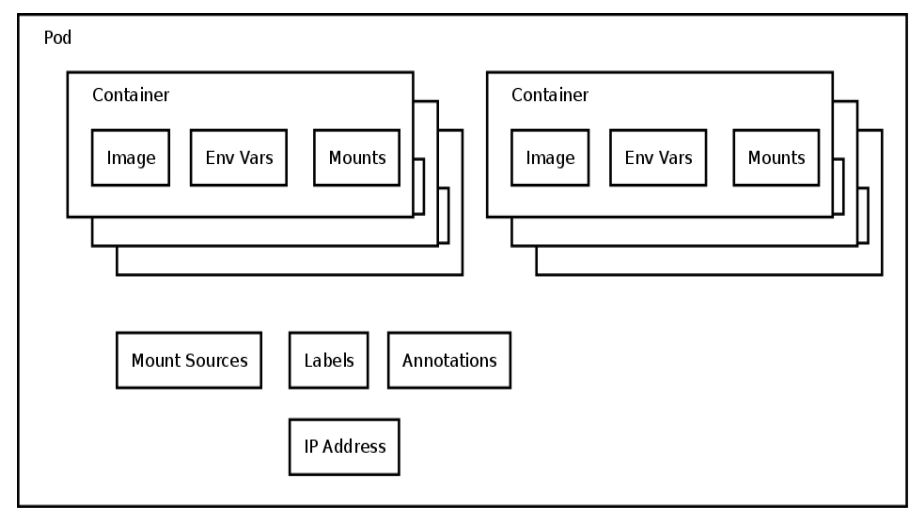 Pod
Container
Image
Env Vars
Mounts
Container
Image
Env Vars
Mounts
Mount Sources
Labels
Annotations
IP Address